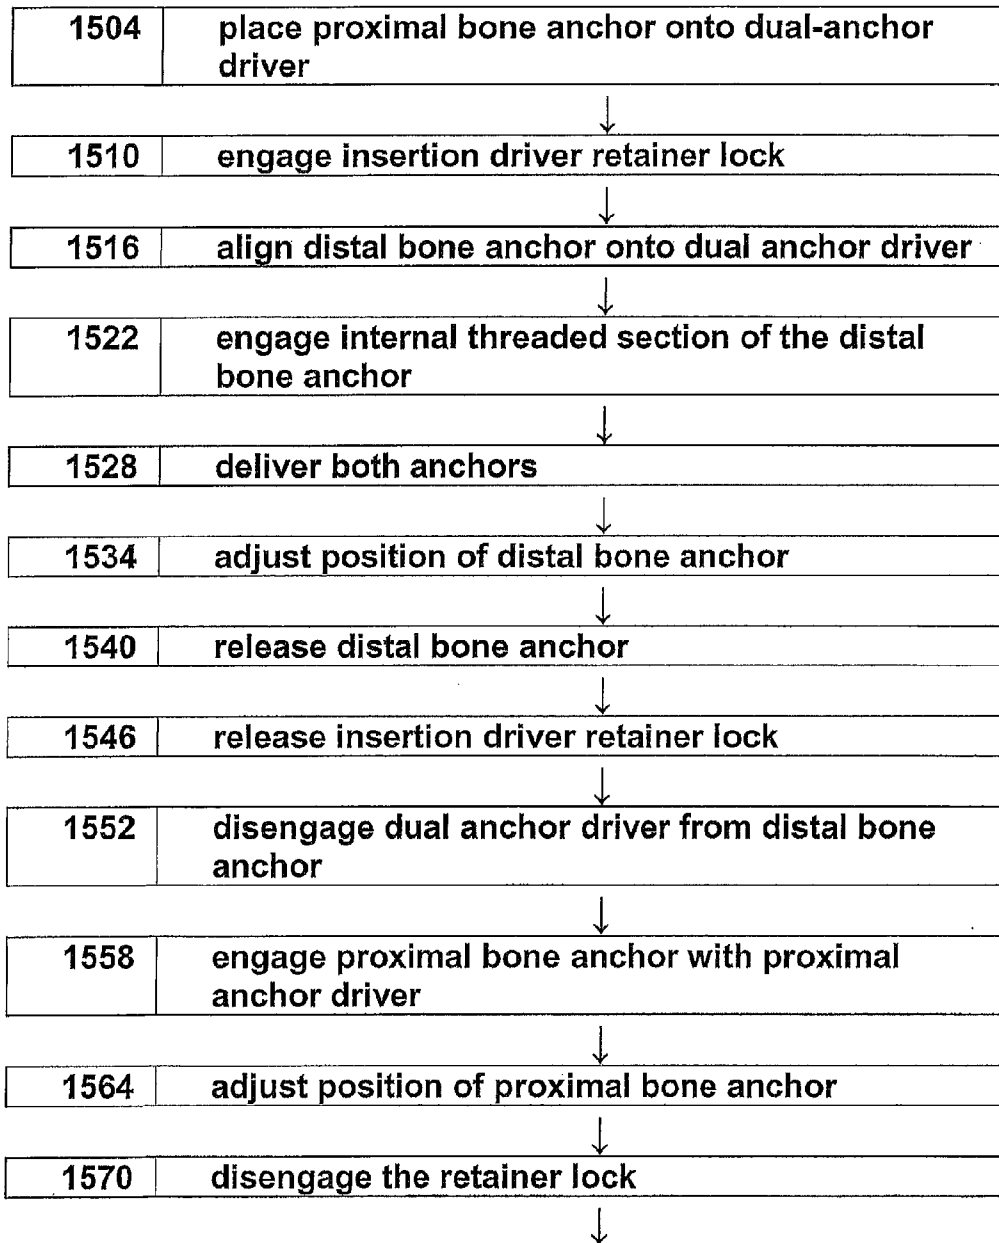 1504 place proximal bone anchor onto dual-anchor
driver
↓
1510 engage insertion driver retainer lock
↓
1516 align distal bone anchor onto dual anchor driver
↓
1522 engage internal threaded section of the distal
bone anchor
↓
1528 deliver both anchors
↓
1534 adjust position of distal bone anchor
↓
1540 release distal bone anchor
↓
1546 release insertion driver retainer lock
↓
1552 disengage dual anchor driver from distal bone
anchor
↓
1558 engage proximal bone anchor with proximal
anchor driver
↓
1564 adjust position of proximal bone anchor
↓
1570 disengage the retainer lock
↓